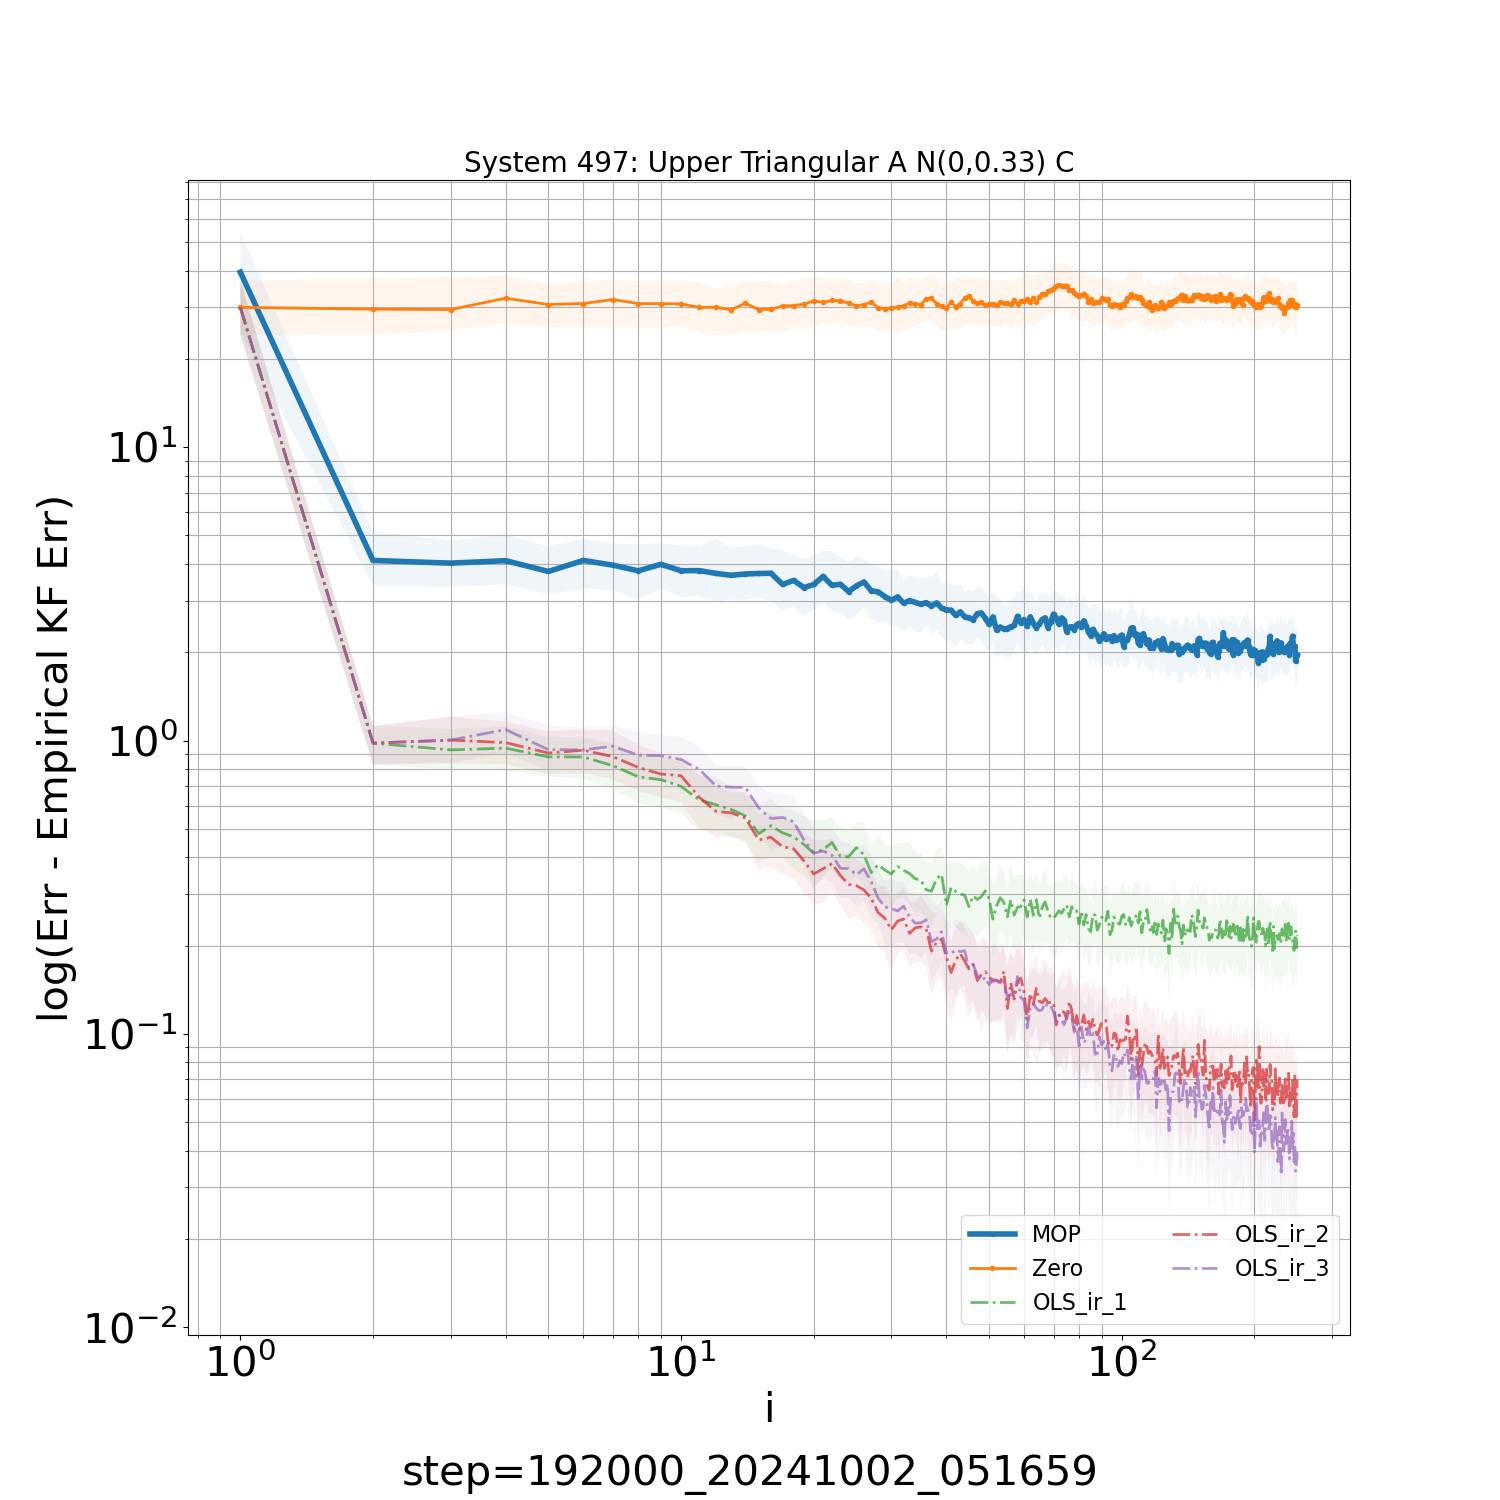 System 497: Upper Triangular A N(0,0.33) C
log(Err - Empirical KF Err)
10¹
10⁰
10⁻¹
10⁻²
MOP
Zero
OLS_ir_1
OLS_ir_2
OLS_ir_3
10⁰ 10¹ 10²
i
step=192000_20241002_051659